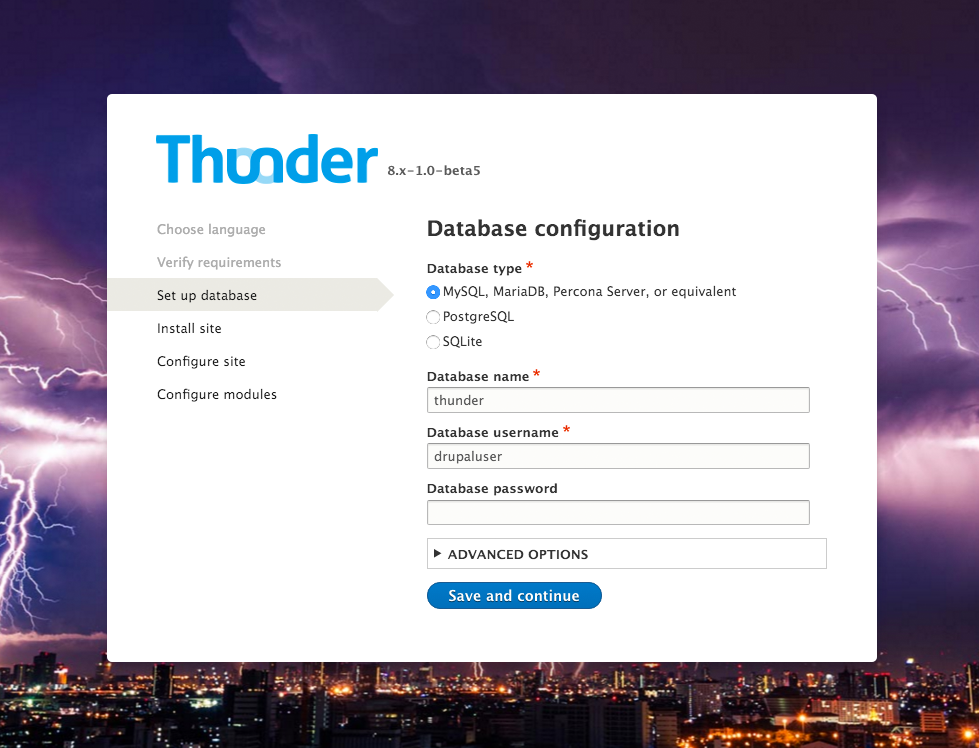 Thunder 8.x-1.0-beta5
Choose language
Verify requirements
Set up database
Install site
Configure site
Configure modules
Database configuration
Database type *
MySQL, MariaDB, Percona Server, or equivalent
PostgreSQL
SQLite
Database name *
thunder
Database username *
drupaluser
Database password
ADVANCED OPTIONS
Save and continue